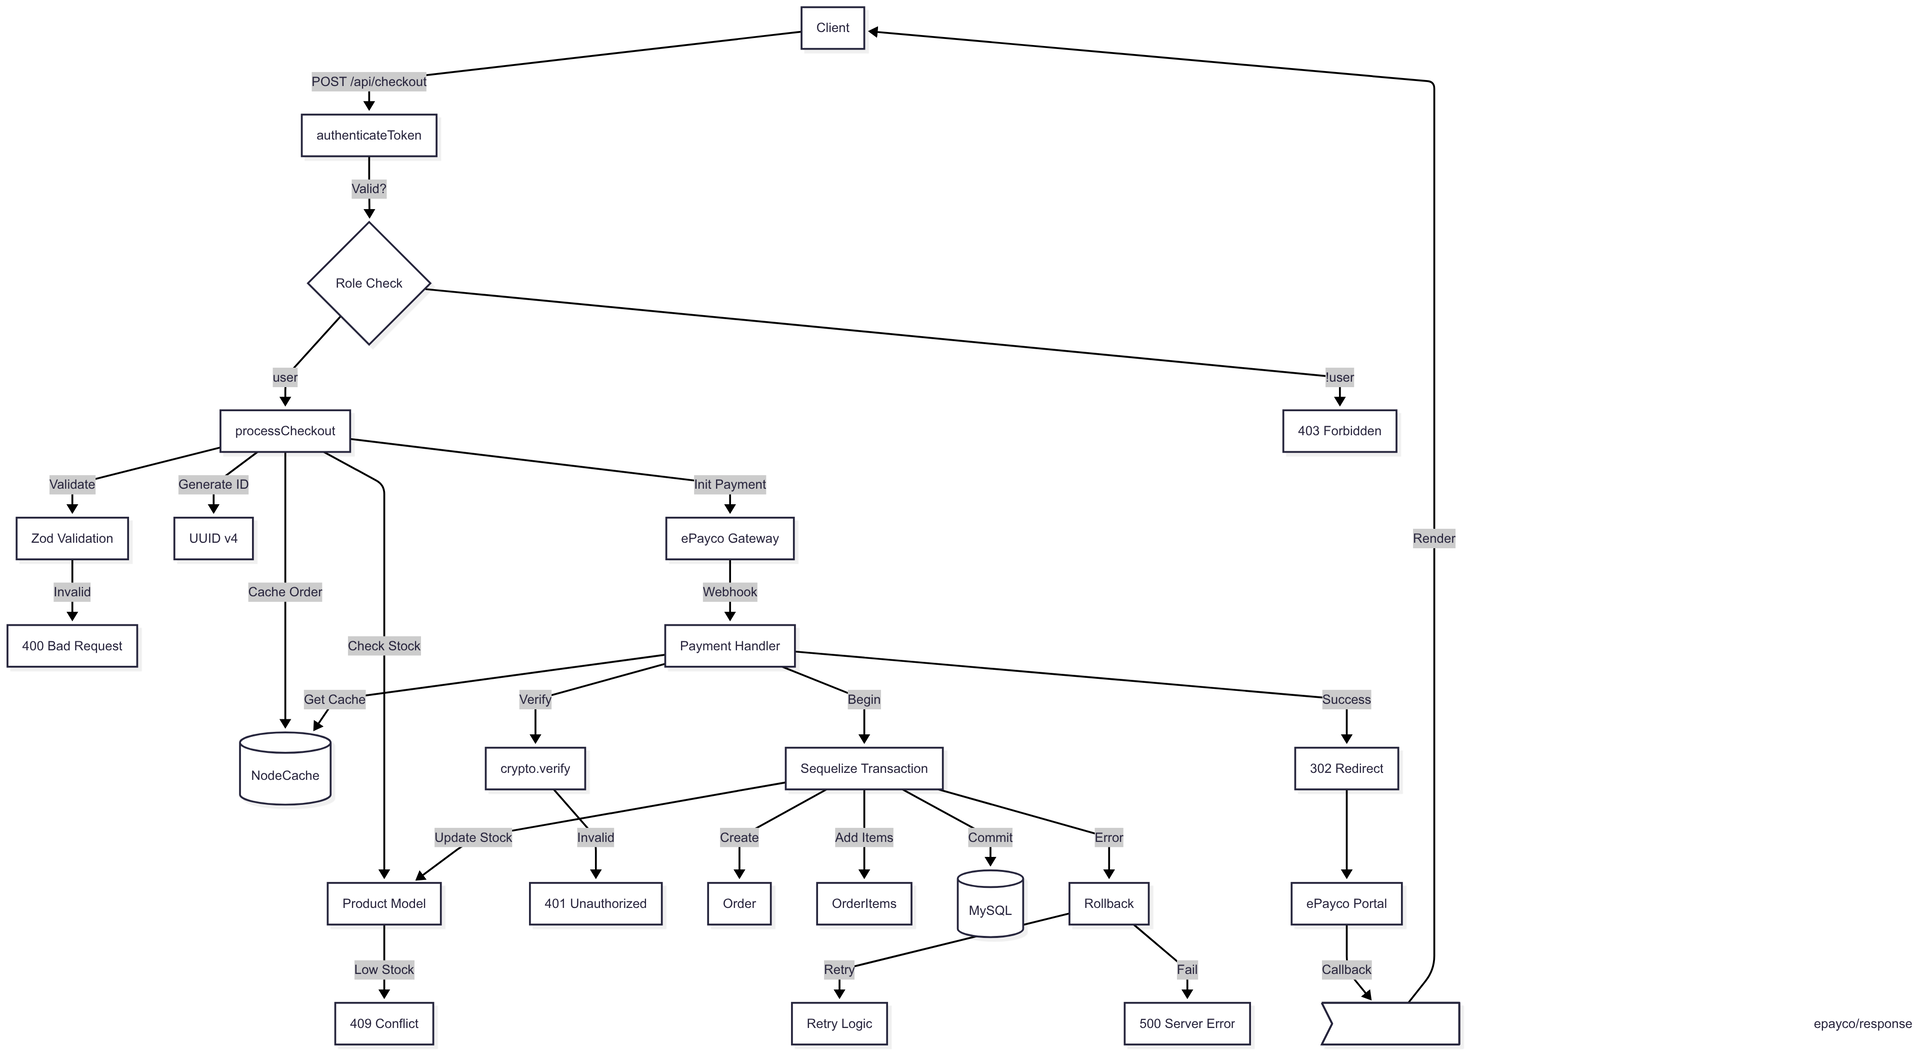 Client
POST /api/checkout
authenticateToken
Valid?
Role Check
user
!user
processCheckout
403 Forbidden
Validate
Generate ID
Init Payment
Zod Validation
UUID v4
ePayco Gateway
Render
Invalid
Cache Order
Webhook
400 Bad Request
Check Stock
Payment Handler
Get Cache
Verify
Begin
Success
NodeCache
crypto.verify
Sequelize Transaction
302 Redirect
Update Stock
Invalid
Create
Add Items
Commit
Error
Product Model
401 Unauthorized
Order
OrderItems
MySQL
Rollback
ePayco Portal
Low Stock
Retry
Fail
Callback
409 Conflict
Retry Logic
500 Server Error
epayco/response